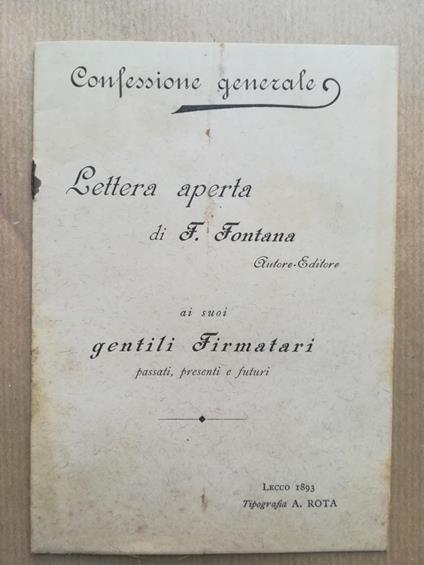 Confessione generale
Lettera aperta
di F. Fontana
Autore-Editore
ai suoi
gentili Firmatari
passati, presenti e futuri
LECCO 1893
Tipografia A. ROTA